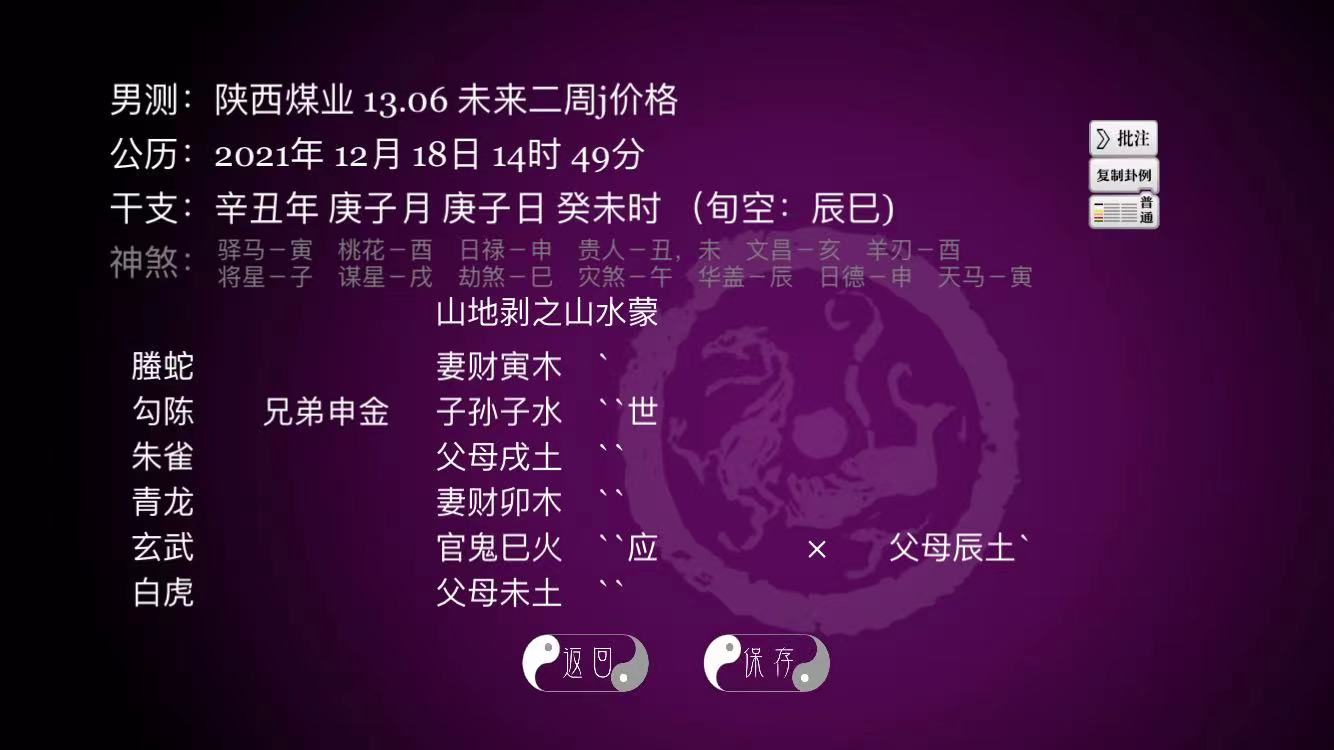 男测：陕西煤业 13.06 未来二周j价格
公历：2021年 12月 18日 14时 49分
干支：辛丑年 庚子月 庚子日 癸未时 （旬空：辰巳)
神煞：驿马－寅 桃花－酉 日禄－申 贵人－丑，未 文昌－亥 羊刃－酉
将星－子 谋星－戌 劫煞－巳 灾煞－午 华盖－辰 日德－申 天马－寅
山地剥之山水蒙
螣蛇 妻财寅木 `
勾陈 兄弟申金 子孙子水 ``世
朱雀 父母戌土 ``
青龙 妻财卯木 ``
玄武 官鬼巳火 ``应 × 父母辰土`
白虎 父母未土 ``
批注
复制卦例
普通
返回 保存